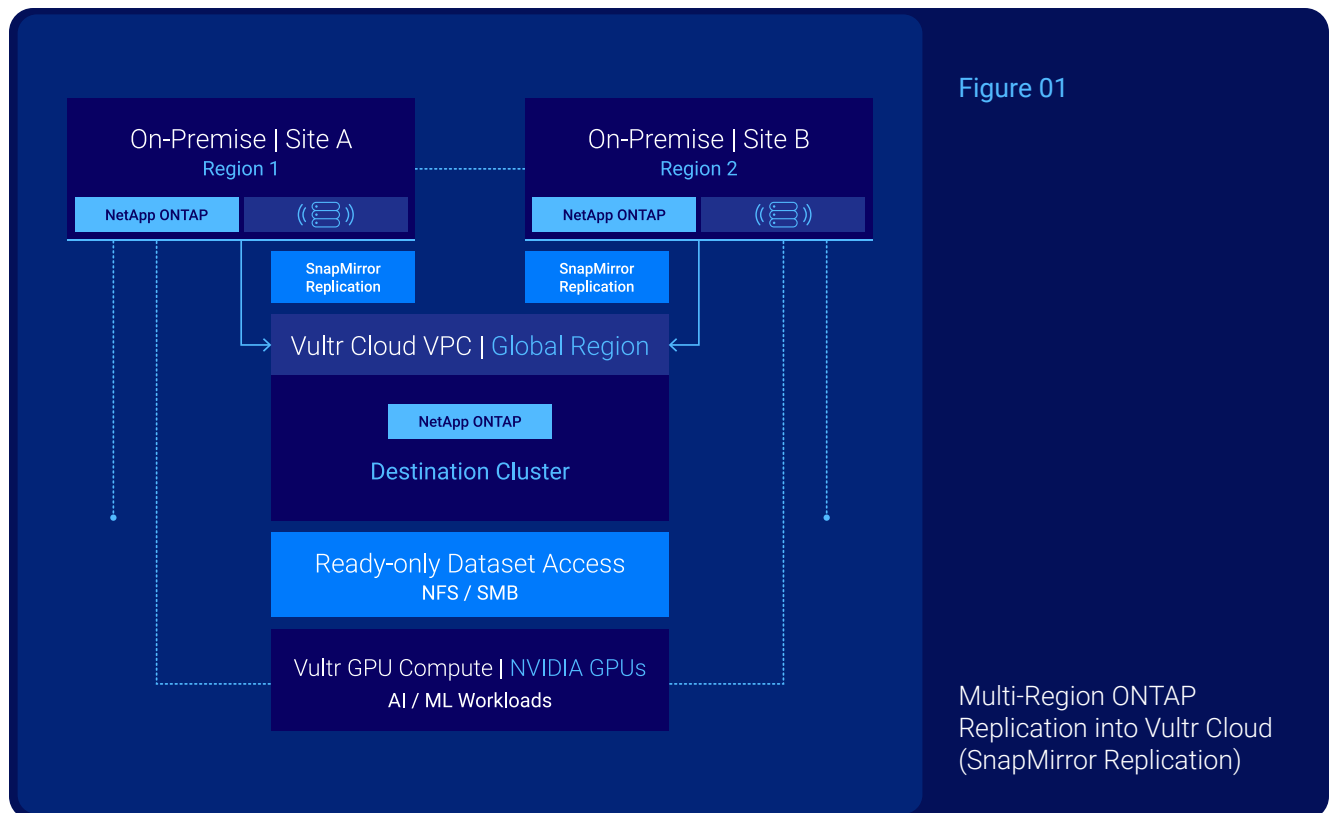 Figure 01
On-Premise | Site A
Region 1
NetApp ONTAP
On-Premise | Site B
Region 2
NetApp ONTAP
SnapMirror
Replication
SnapMirror
Replication
Vultr Cloud VPC | Global Region
NetApp ONTAP
Destination Cluster
Ready-only Dataset Access
NFS / SMB
Vultr GPU Compute | NVIDIA GPUs
AI / ML Workloads
Multi-Region ONTAP
Replication into Vultr Cloud
(SnapMirror Replication)